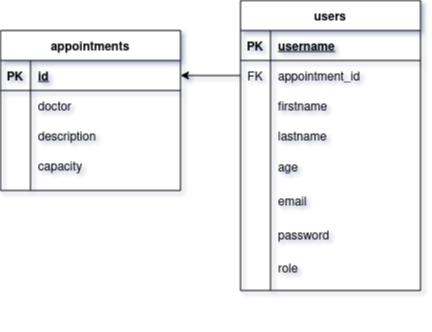 appointments
PK id
doctor
description
capacity
users
PK username
FK appointment_id
firstname
lastname
age
email
password
role